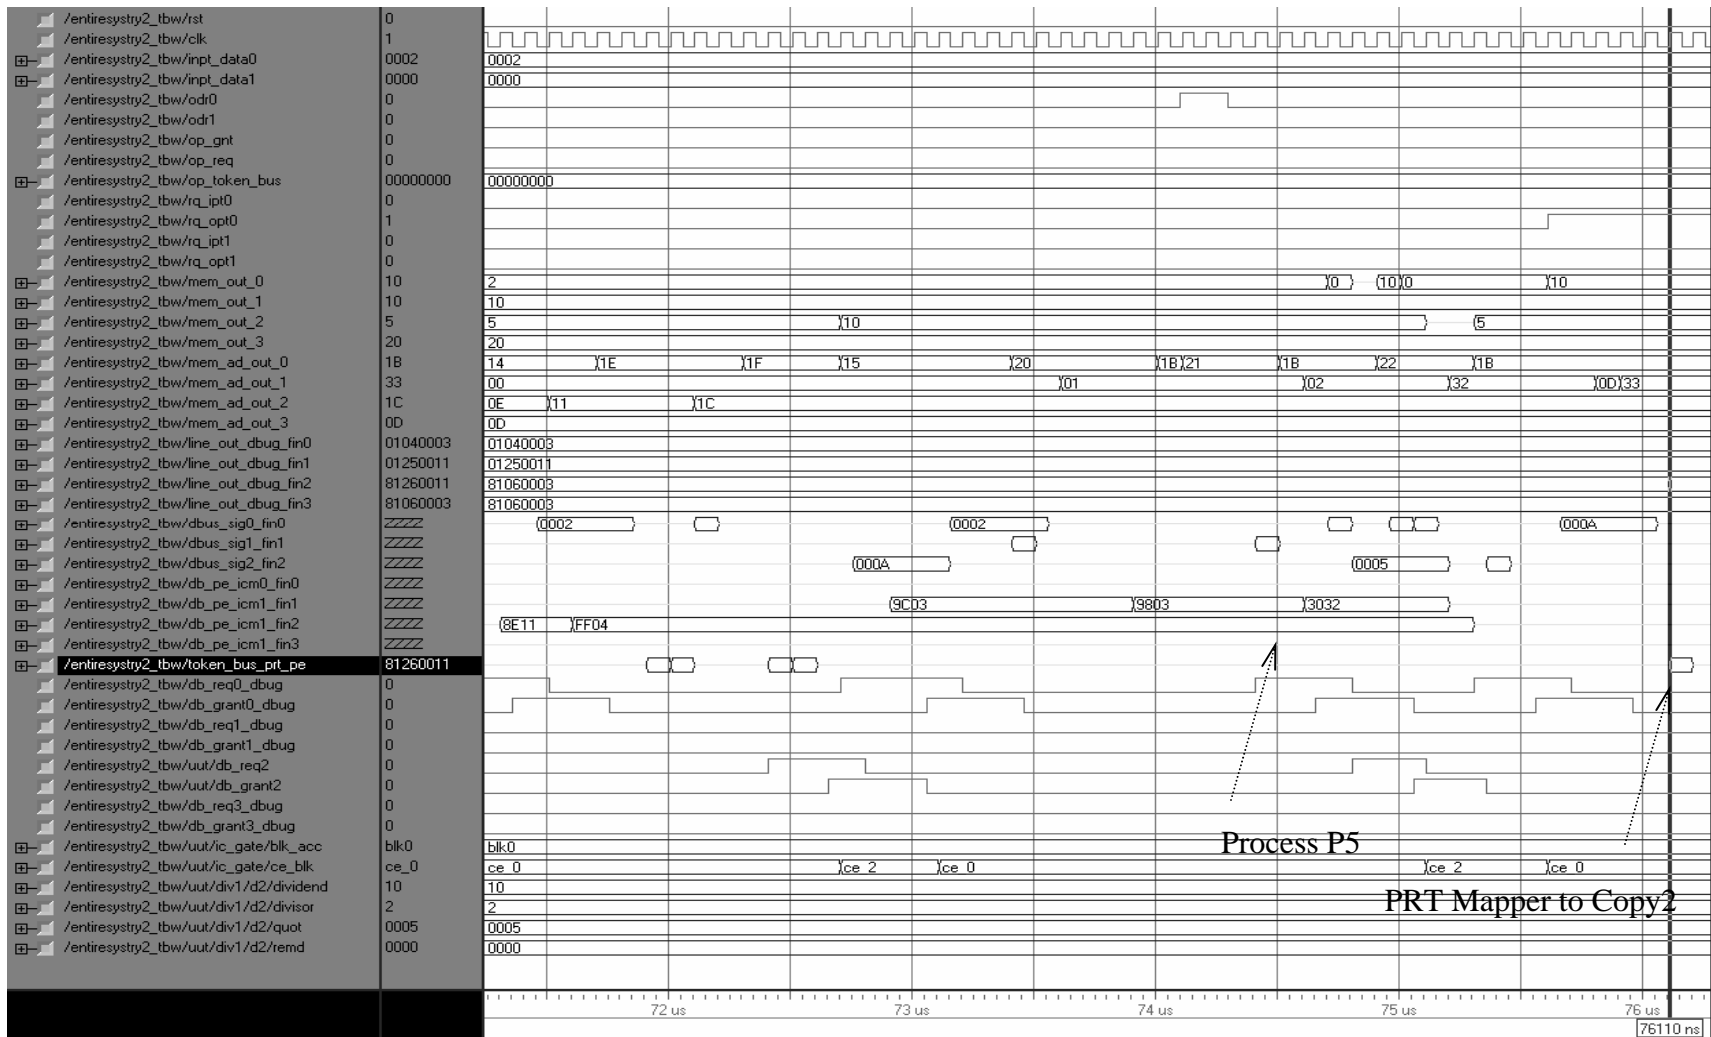 /entiresystry2_tbw/rst 0
/entiresystry2_tbw/clk 1
/entiresystry2_tbw/inpt_data0 0002 0002
/entiresystry2_tbw/inpt_data1 0000 0000
/entiresystry2_tbw/odr0 0
/entiresystry2_tbw/odr1 0
/entiresystry2_tbw/op_gnt 0
/entiresystry2_tbw/op_req 0
/entiresystry2_tbw/op_token_bus 00000000 00000000
/entiresystry2_tbw/rq_ipt0 0
/entiresystry2_tbw/rq_opt0 1
/entiresystry2_tbw/rq_ipt1 0
/entiresystry2_tbw/rq_opt1 0
/entiresystry2_tbw/mem_out_0 10 2 0 10 0 10
/entiresystry2_tbw/mem_out_1 10 10
/entiresystry2_tbw/mem_out_2 5 5 10 5
/entiresystry2_tbw/mem_out_3 20 20
/entiresystry2_tbw/mem_ad_out_0 1B 14 1E 1F 15 20 1B 21 1B 22 1B
/entiresystry2_tbw/mem_ad_out_1 33 00 01 02 32 0D 33
/entiresystry2_tbw/mem_ad_out_2 1C 0E 11 1C
/entiresystry2_tbw/mem_ad_out_3 0D 0D
/entiresystry2_tbw/line_out_dbug_fin0 01040003 01040003
/entiresystry2_tbw/line_out_dbug_fin1 01250011 01250011
/entiresystry2_tbw/line_out_dbug_fin2 81260011 81060003
/entiresystry2_tbw/line_out_dbug_fin3 81060003 81060003
/entiresystry2_tbw/dbus_sig0_fin0 ZZZZ 0002 0002 000A
/entiresystry2_tbw/dbus_sig1_fin1 ZZZZ
/entiresystry2_tbw/dbus_sig2_fin2 ZZZZ 000A 0005
/entiresystry2_tbw/db_pe_icm0_fin0 ZZZZ
/entiresystry2_tbw/db_pe_icm1_fin1 ZZZZ 9C03 9803 3032
/entiresystry2_tbw/db_pe_icm1_fin2 ZZZZ 8E11 FF04
/entiresystry2_tbw/db_pe_icm1_fin3 ZZZZ
/entiresystry2_tbw/token_bus_prt_pe 81260011
/entiresystry2_tbw/db_req0_dbug 0
/entiresystry2_tbw/db_grant0_dbug 0
/entiresystry2_tbw/db_req1_dbug 0
/entiresystry2_tbw/db_grant1_dbug 0
/entiresystry2_tbw/uut/db_req2 0
/entiresystry2_tbw/uut/db_grant2 0
/entiresystry2_tbw/db_req3_dbug 0
/entiresystry2_tbw/db_grant3_dbug 0
Process P5
/entiresystry2_tbw/uut/ic_gate/blk_acc blk0 blk0
/entiresystry2_tbw/uut/ic_gate/ce_blk ce_0 ce_0 ce_2 ce_0 ce_2 ce_0
/entiresystry2_tbw/uut/div1/d2/dividend 10 10
PRT Mapper to Copy2
/entiresystry2_tbw/uut/div1/d2/divisor 2 2
/entiresystry2_tbw/uut/div1/d2/quot 0005 0005
/entiresystry2_tbw/uut/div1/d2/remd 0000 0000
72 us 73 us 74 us 75 us 76 us
76110 ns